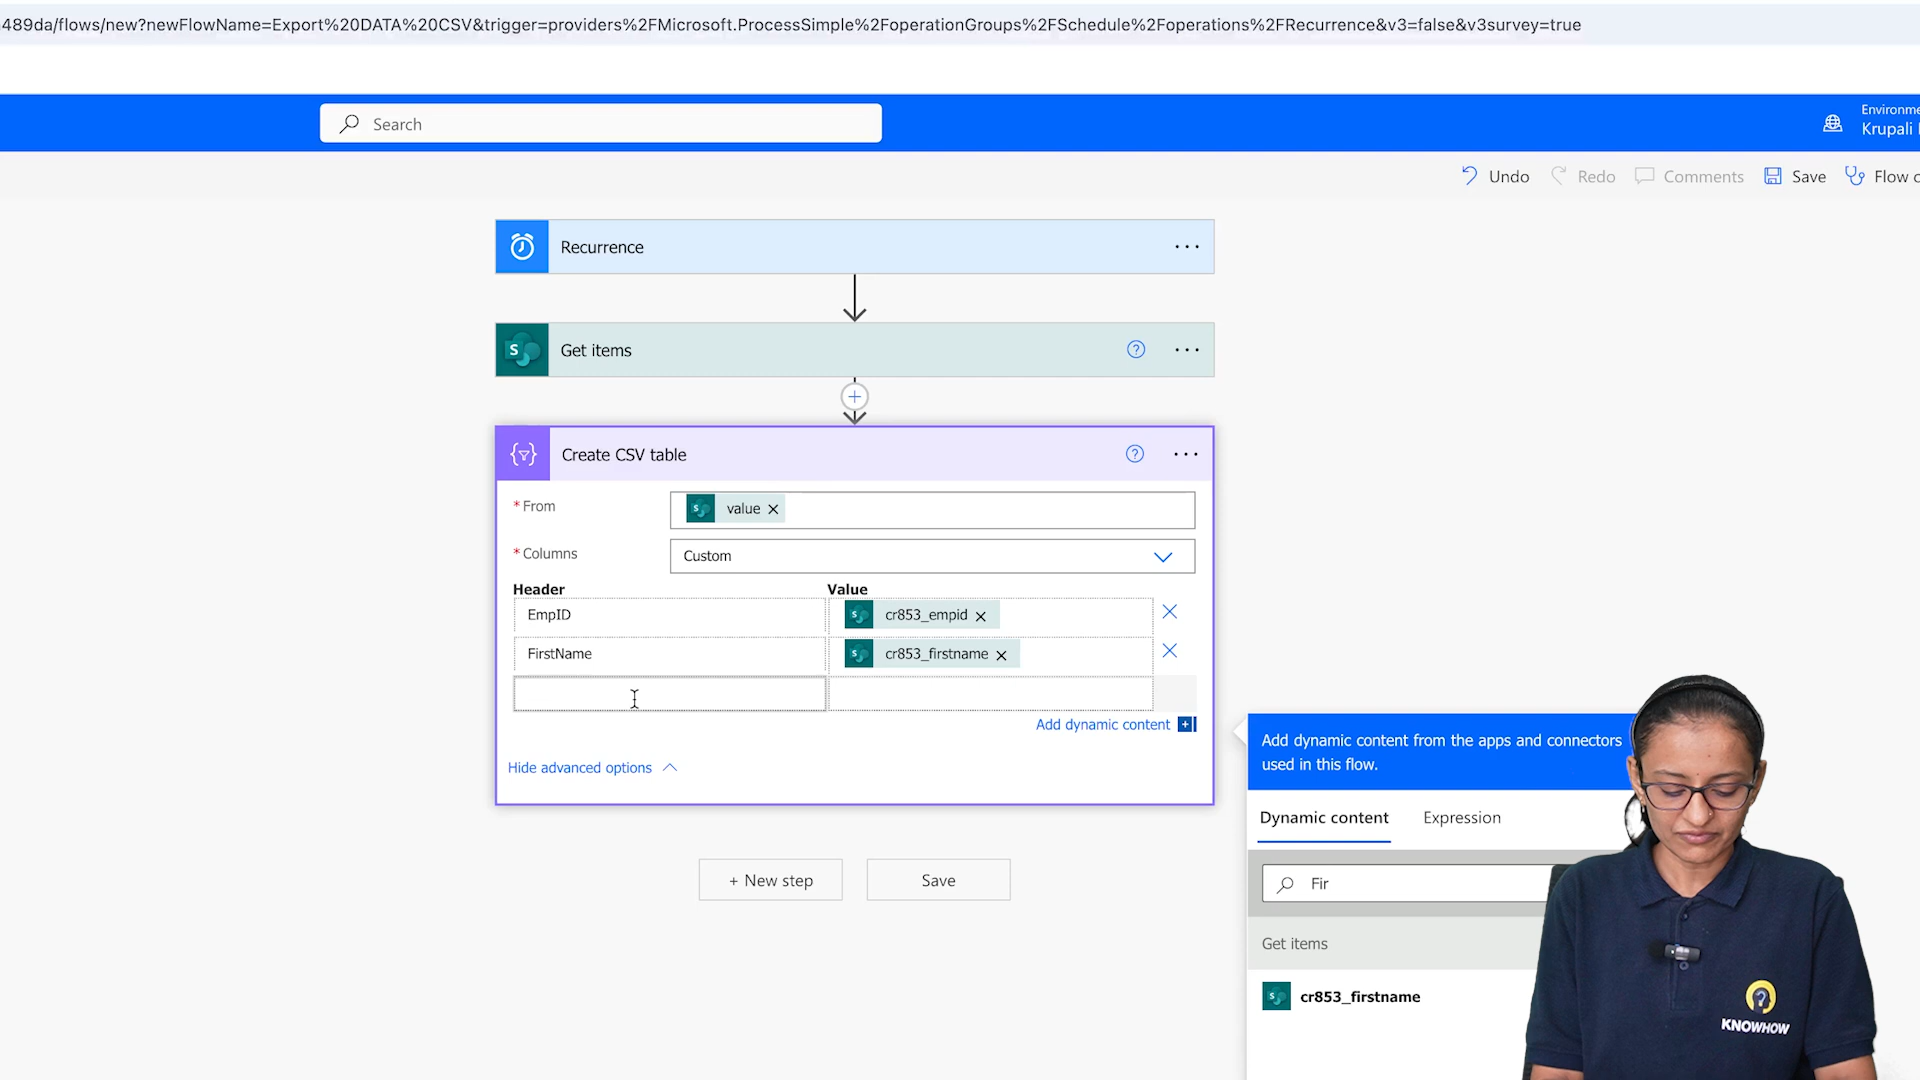 489da/flows/new?newFlowName=Export%20DATA%20CSV&trigger=providers%2FMicrosoft.ProcessSimple%2FoperationGroups%2FSchedule%2Foperations%2FRecurrence&v3=false&v3survey=true
Search
Environme
Krupali
Undo
Redo
Comments
Save
Flow c
Recurrence
Get items
Create CSV table
* From
value
* Columns
Custom
Header
Value
EmpID
cr853_empid
FirstName
cr853_firstname
Add dynamic content
Hide advanced options
Add dynamic content from the apps and connectors
used in this flow.
Dynamic content
Expression
+ New step
Save
Fir
Get items
cr853_firstname
KNOWHOW